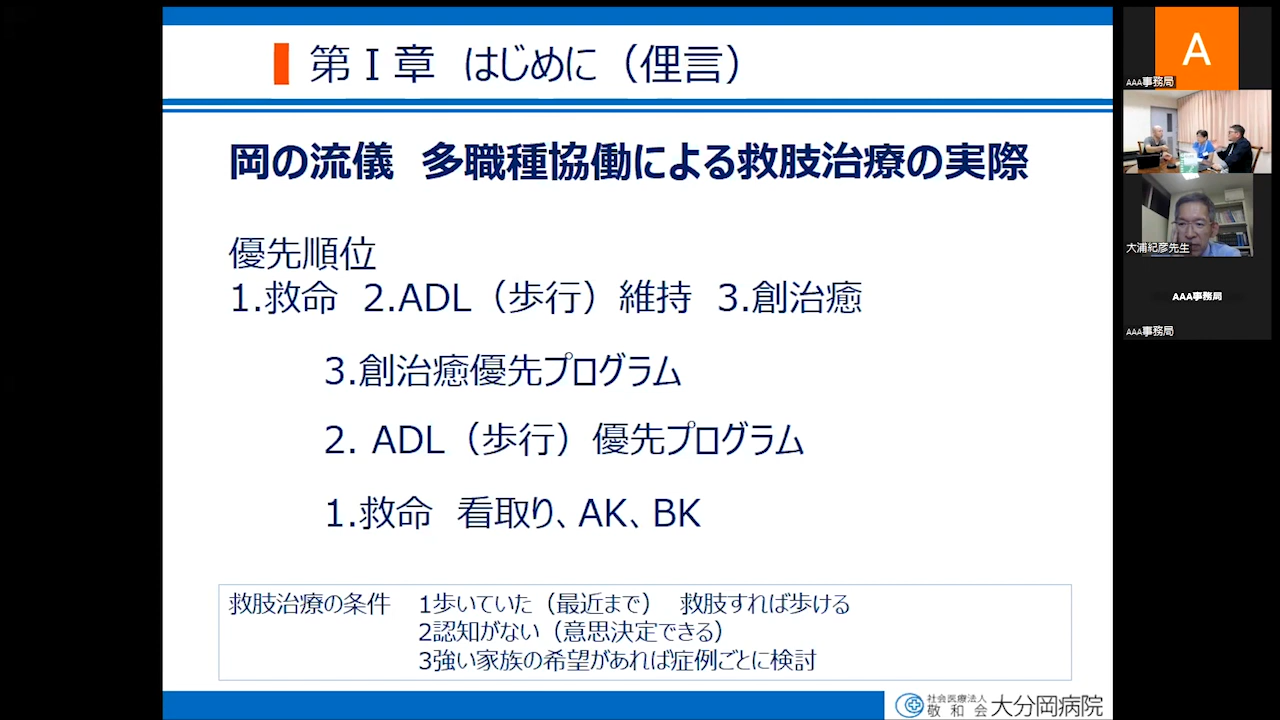 第Ⅰ章 はじめに（俚言）
岡の流儀 多職種協働による救肢治療の実際
優先順位
1.救命 2.ADL（歩行）維持 3.創治癒
3.創治癒優先プログラム
2. ADL（歩行）優先プログラム
1.救命 看取り、AK、BK
救肢治療の条件 1歩いていた（最近まで） 救肢すれば歩ける
2認知がない（意思決定できる）
3強い家族の希望があれば症例ごとに検討
社会医療法人
敬和会 大分岡病院
A
AAA事務局
大浦紀彦先生
AAA事務局
AAA事務局